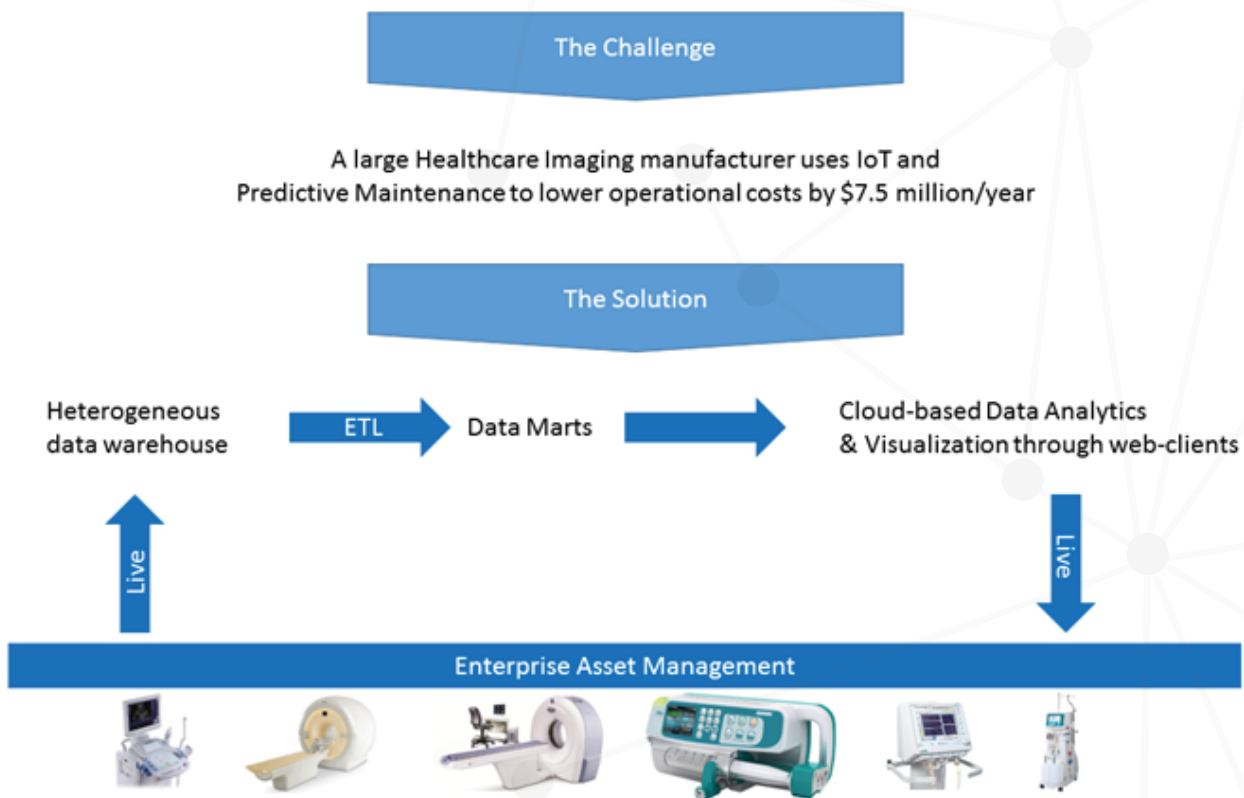 The Challenge
A large Healthcare Imaging manufacturer uses IoT and
Predictive Maintenance to lower operational costs by $7.5 million/year
The Solution
Heterogeneous
data warehouse
ETL
Data Marts
Cloud-based Data Analytics
& Visualization through web-clients
Live
Live
Enterprise Asset Management